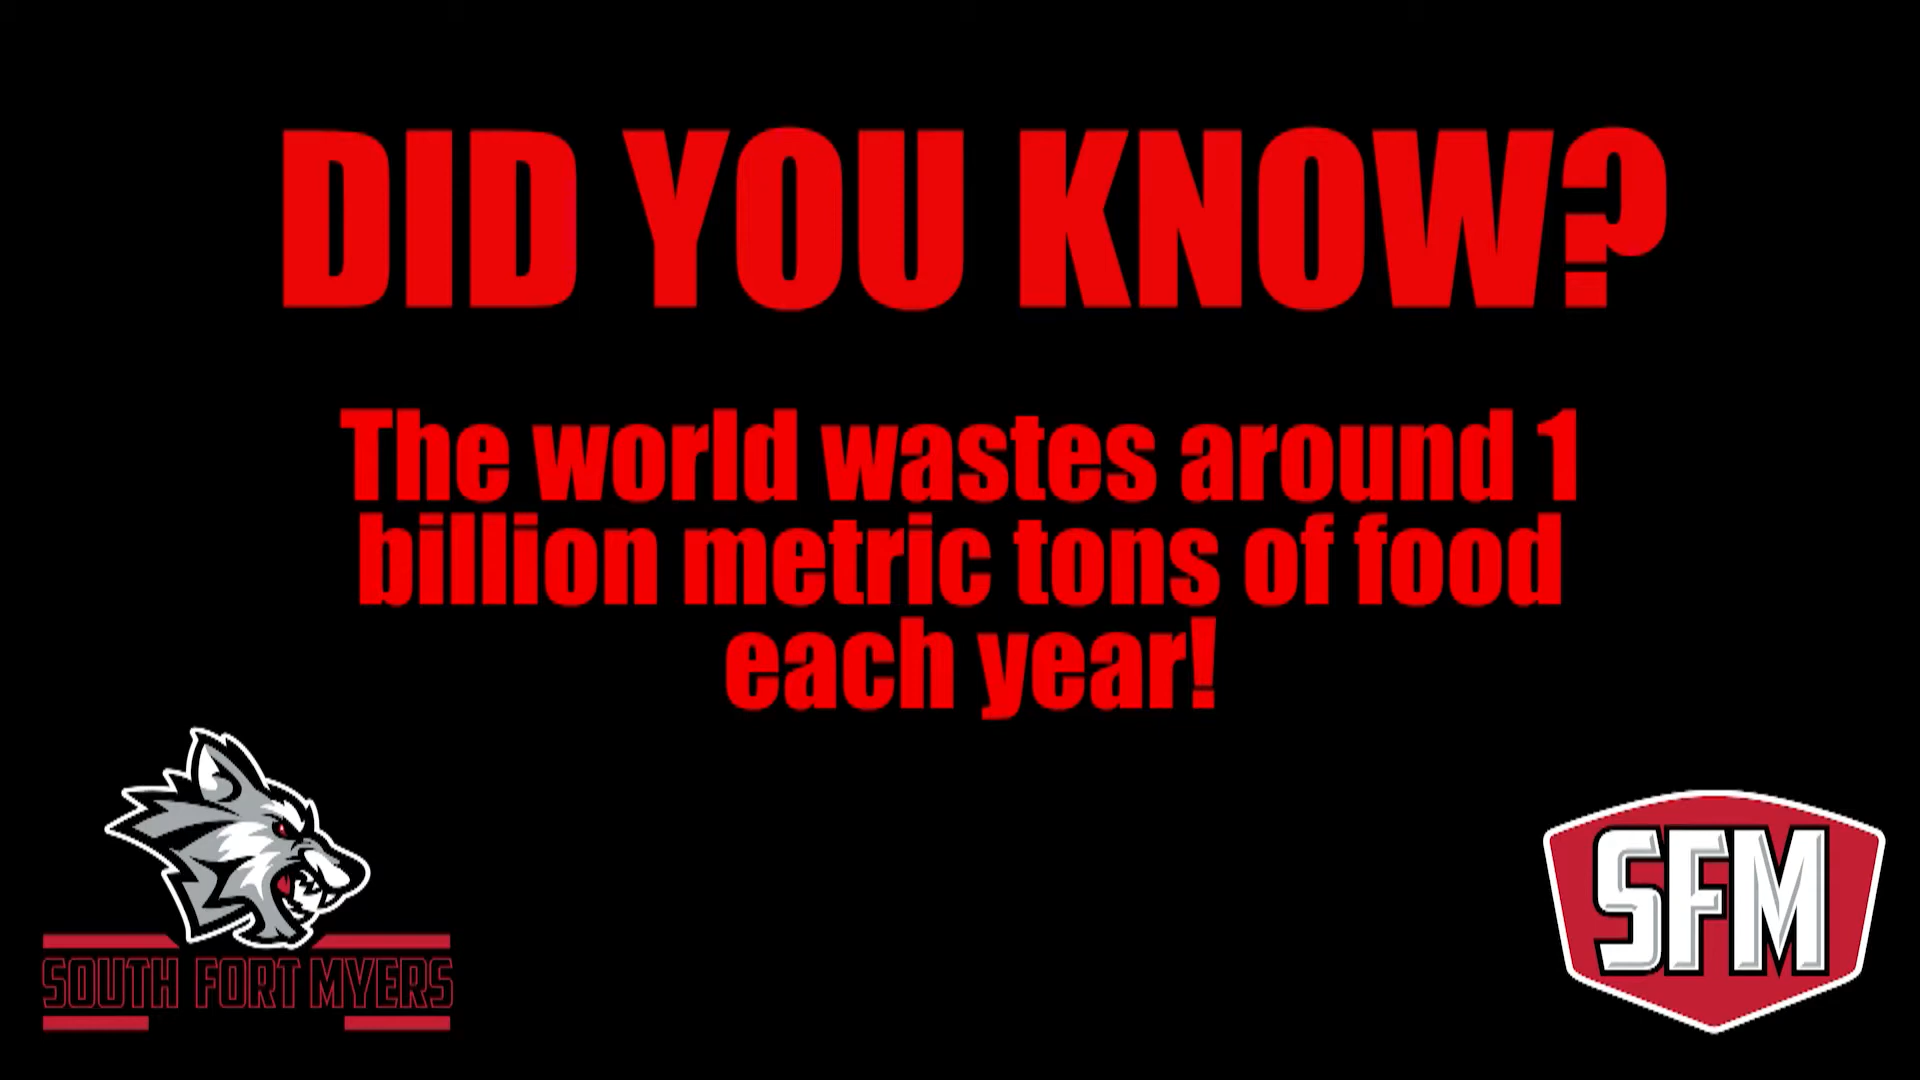 DID YOU KNOW?
The world wastes around 1
billion metric tons of food
each year!
SOUTH FORT MYERS
SFM